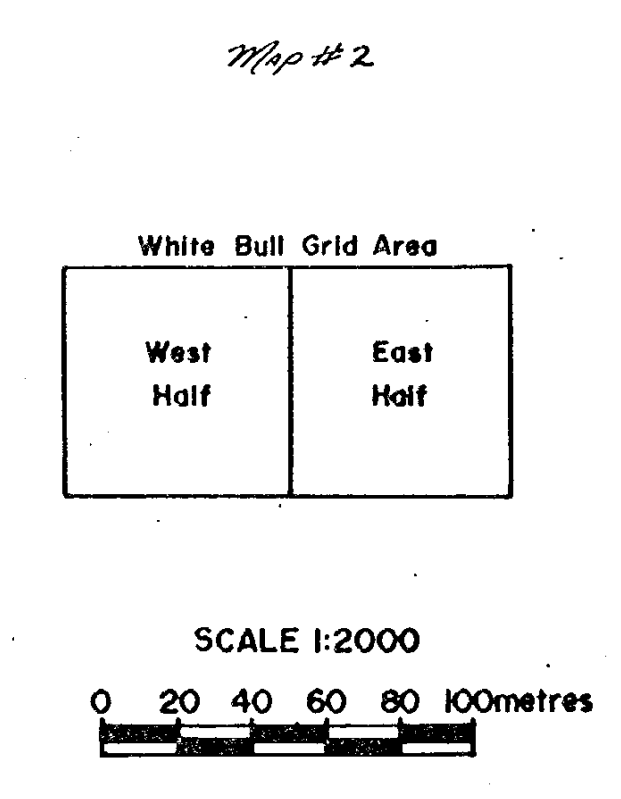 Map # 2
White Bull Grid Area
West
Half
East
Half
SCALE 1:2000
0 20 40 60 80 100metres